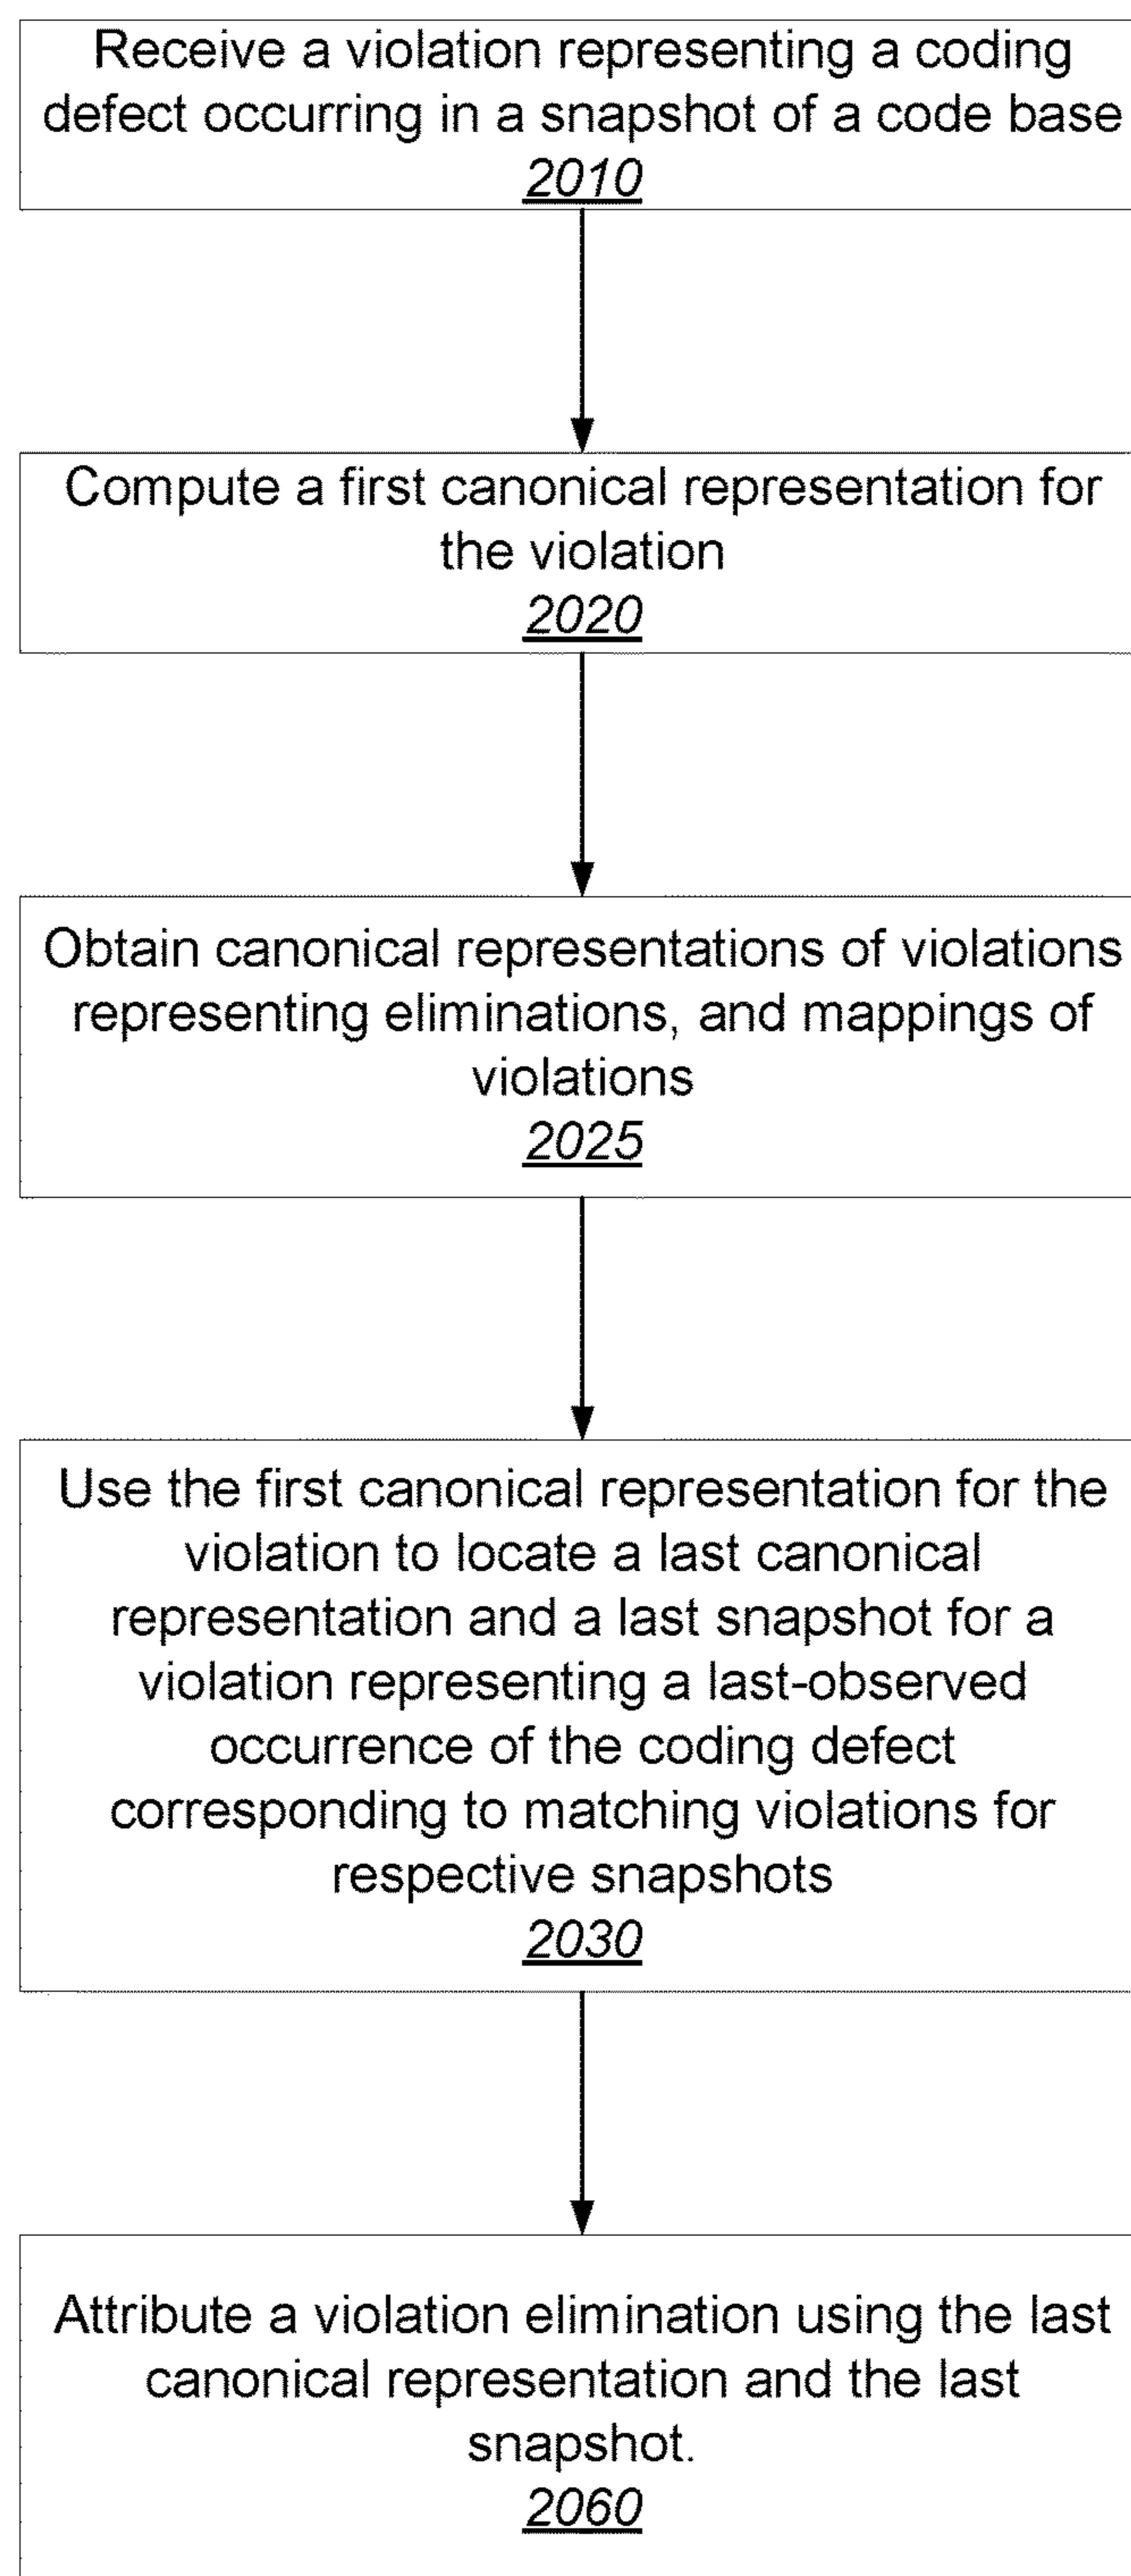 Receive a violation representing a coding
defect occurring in a snapshot of a code base
2010
Compute a first canonical representation for
the violation
2020
Obtain canonical representations of violations
representing eliminations, and mappings of
violations
2025
Use the first canonical representation for the
violation to locate a last canonical
representation and a last snapshot for a
violation representing a last-observed
occurrence of the coding defect
corresponding to matching violations for
respective snapshots
2030
Attribute a violation elimination using the last
canonical representation and the last
snapshot.
2060